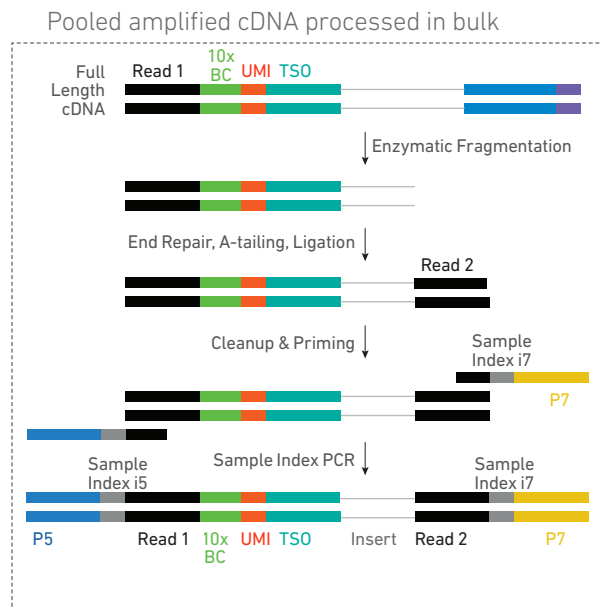 Pooled amplified cDNA processed in bulk
Full
Length
cDNA
Read 1
10x
BC
UMI
TSO
Enzymatic Fragmentation
End Repair, A-tailing, Ligation
Read 2
Cleanup & Priming
Sample
Index i7
P7
Sample
Index i5
Sample Index PCR
Sample
Index i7
P5
Read 1
10x
BC
UMI
TSO
Insert
Read 2
P7